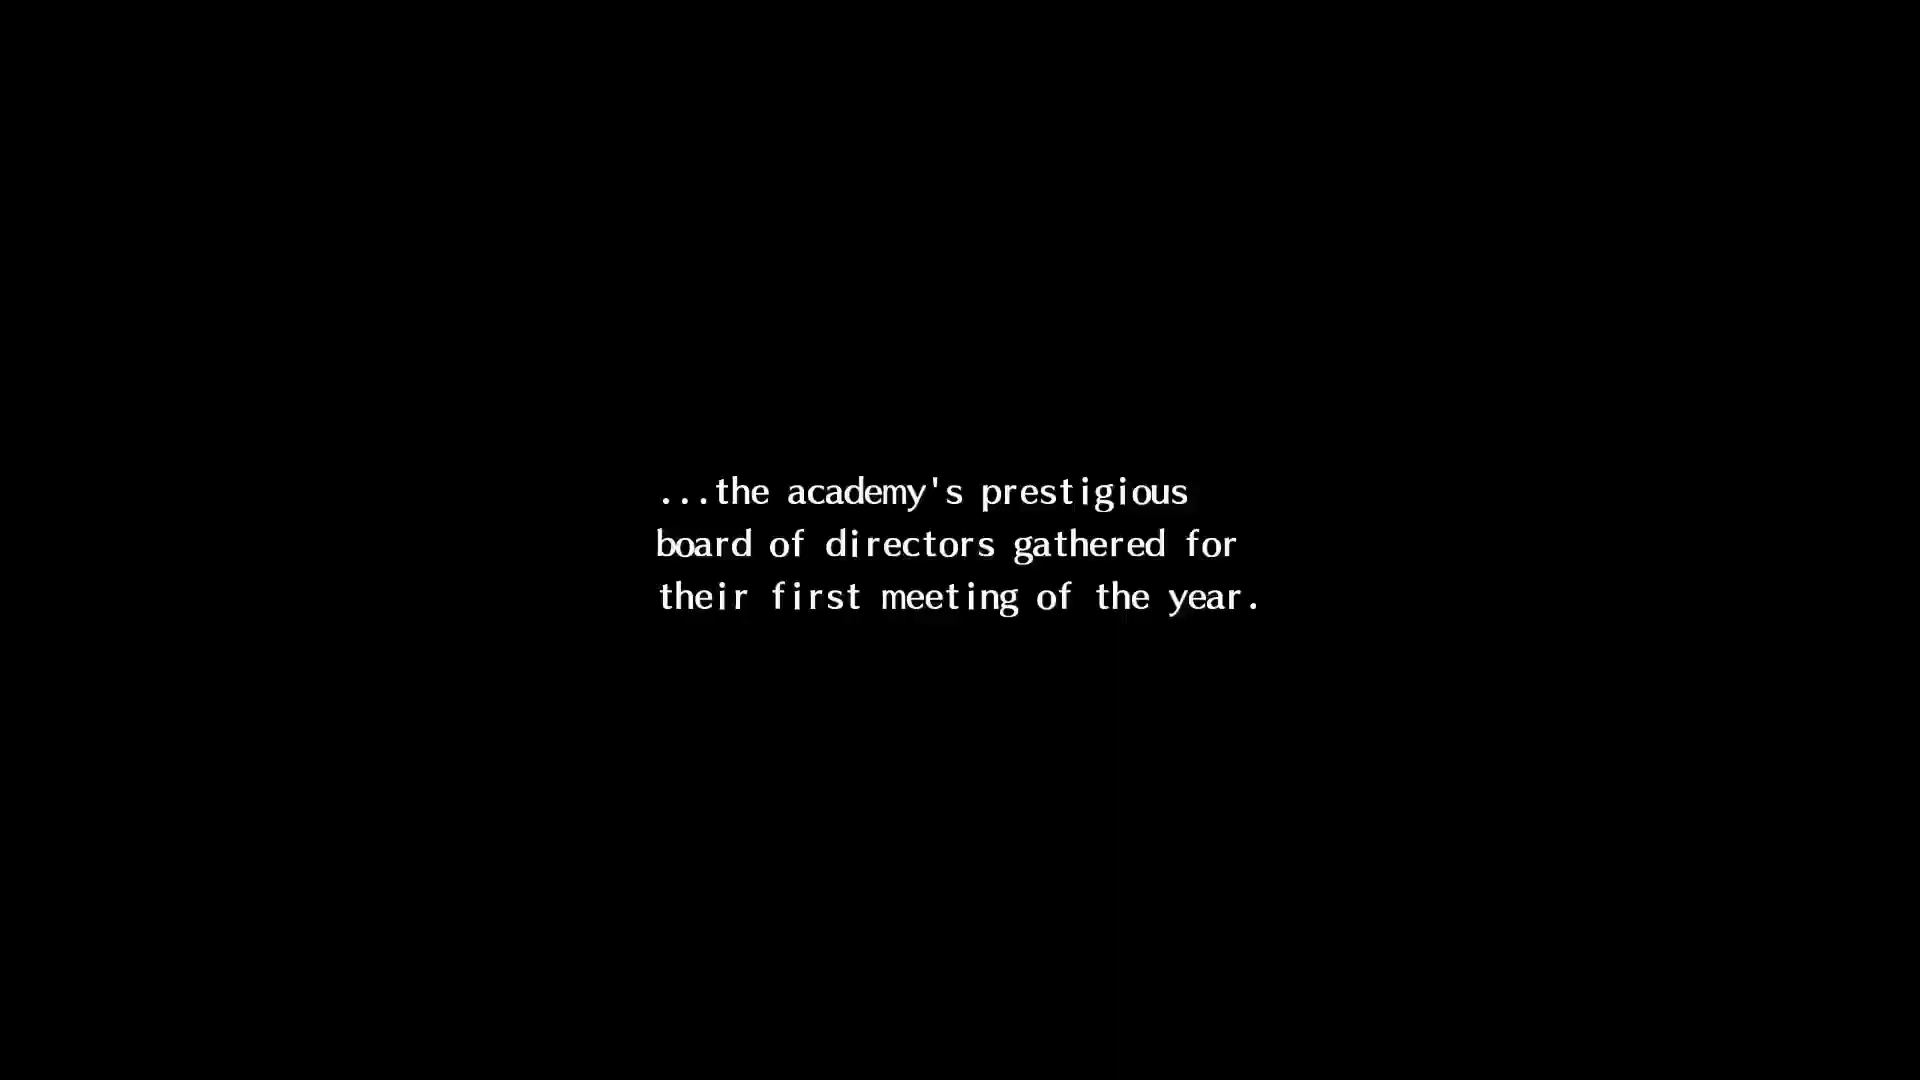 ...the academy's prestigious
board of directors gathered for
their first meeting of the year.